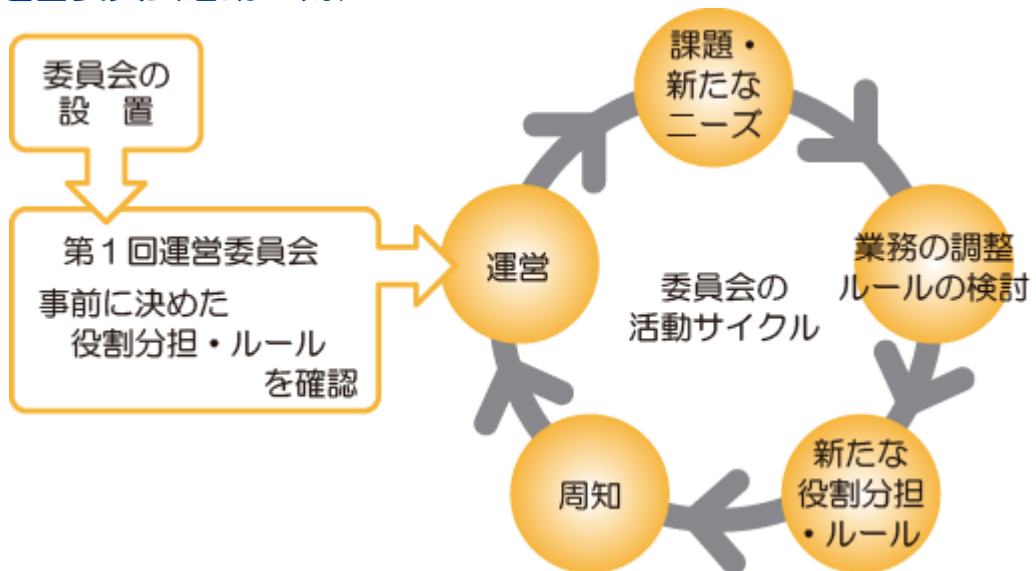 委員会の
設 置
第1回運営委員会
事前に決めた
役割分担・ルール
を確認
運営
課題・
新たな
ニーズ
業務の調整
ルールの検討
新たな
役割分担
・ルール
周知
委員会の
活動サイクル